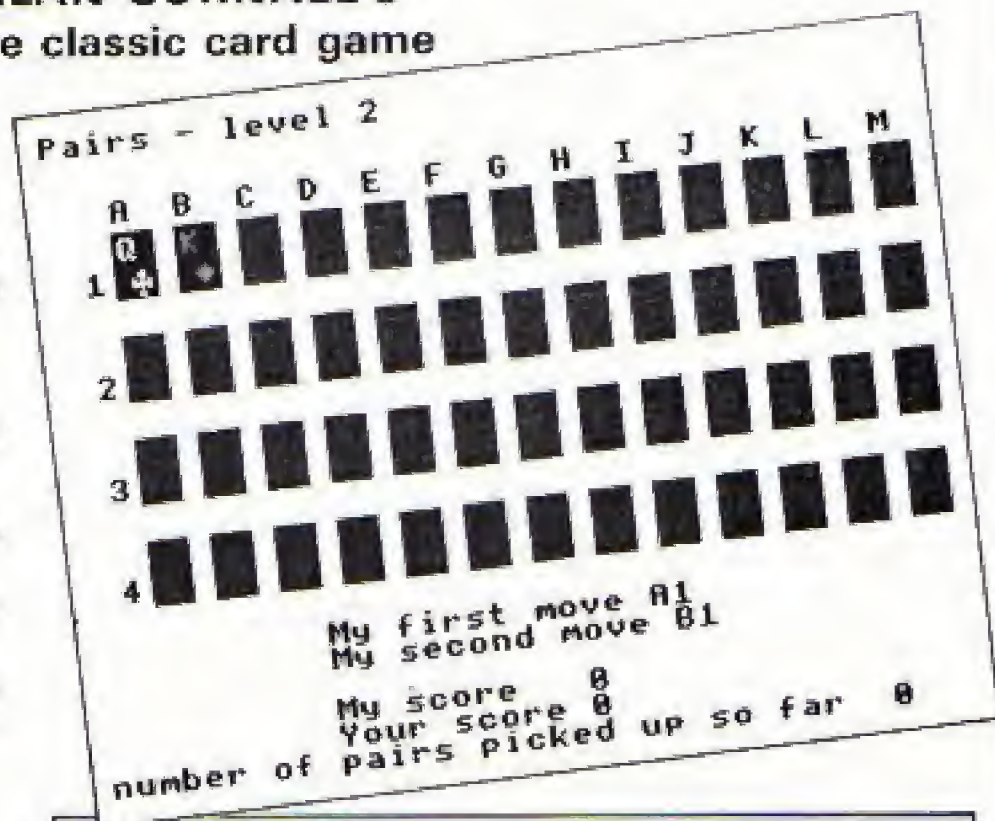 e classic card game
Pairs - level 2
A B C D E F G H I J K L M
Q K
1
2
3
4
My first move A1
My second move B1
My score 0
Your score 0
number of pairs picked up so far 0